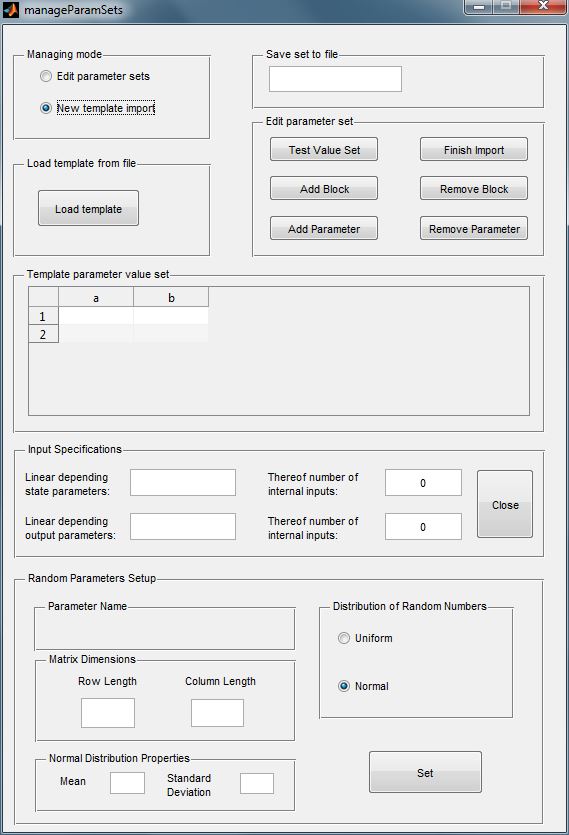 manageParamSets
Managing mode
Edit parameter sets
New template import
Save set to file
Edit parameter set
Test Value Set
Finish Import
Add Block
Remove Block
Add Parameter
Remove Parameter
Load template from file
Load template
Template parameter value set
a b
1
2
Input Specifications
Linear depending
state parameters:
Thereof number of
internal inputs:
0
Linear depending
output parameters:
Thereof number of
internal inputs:
0
Close
Random Parameters Setup
Parameter Name
Matrix Dimensions
Row Length
Column Length
Normal Distribution Properties
Mean
Standard
Deviation
Distribution of Random Numbers
Uniform
Normal
Set